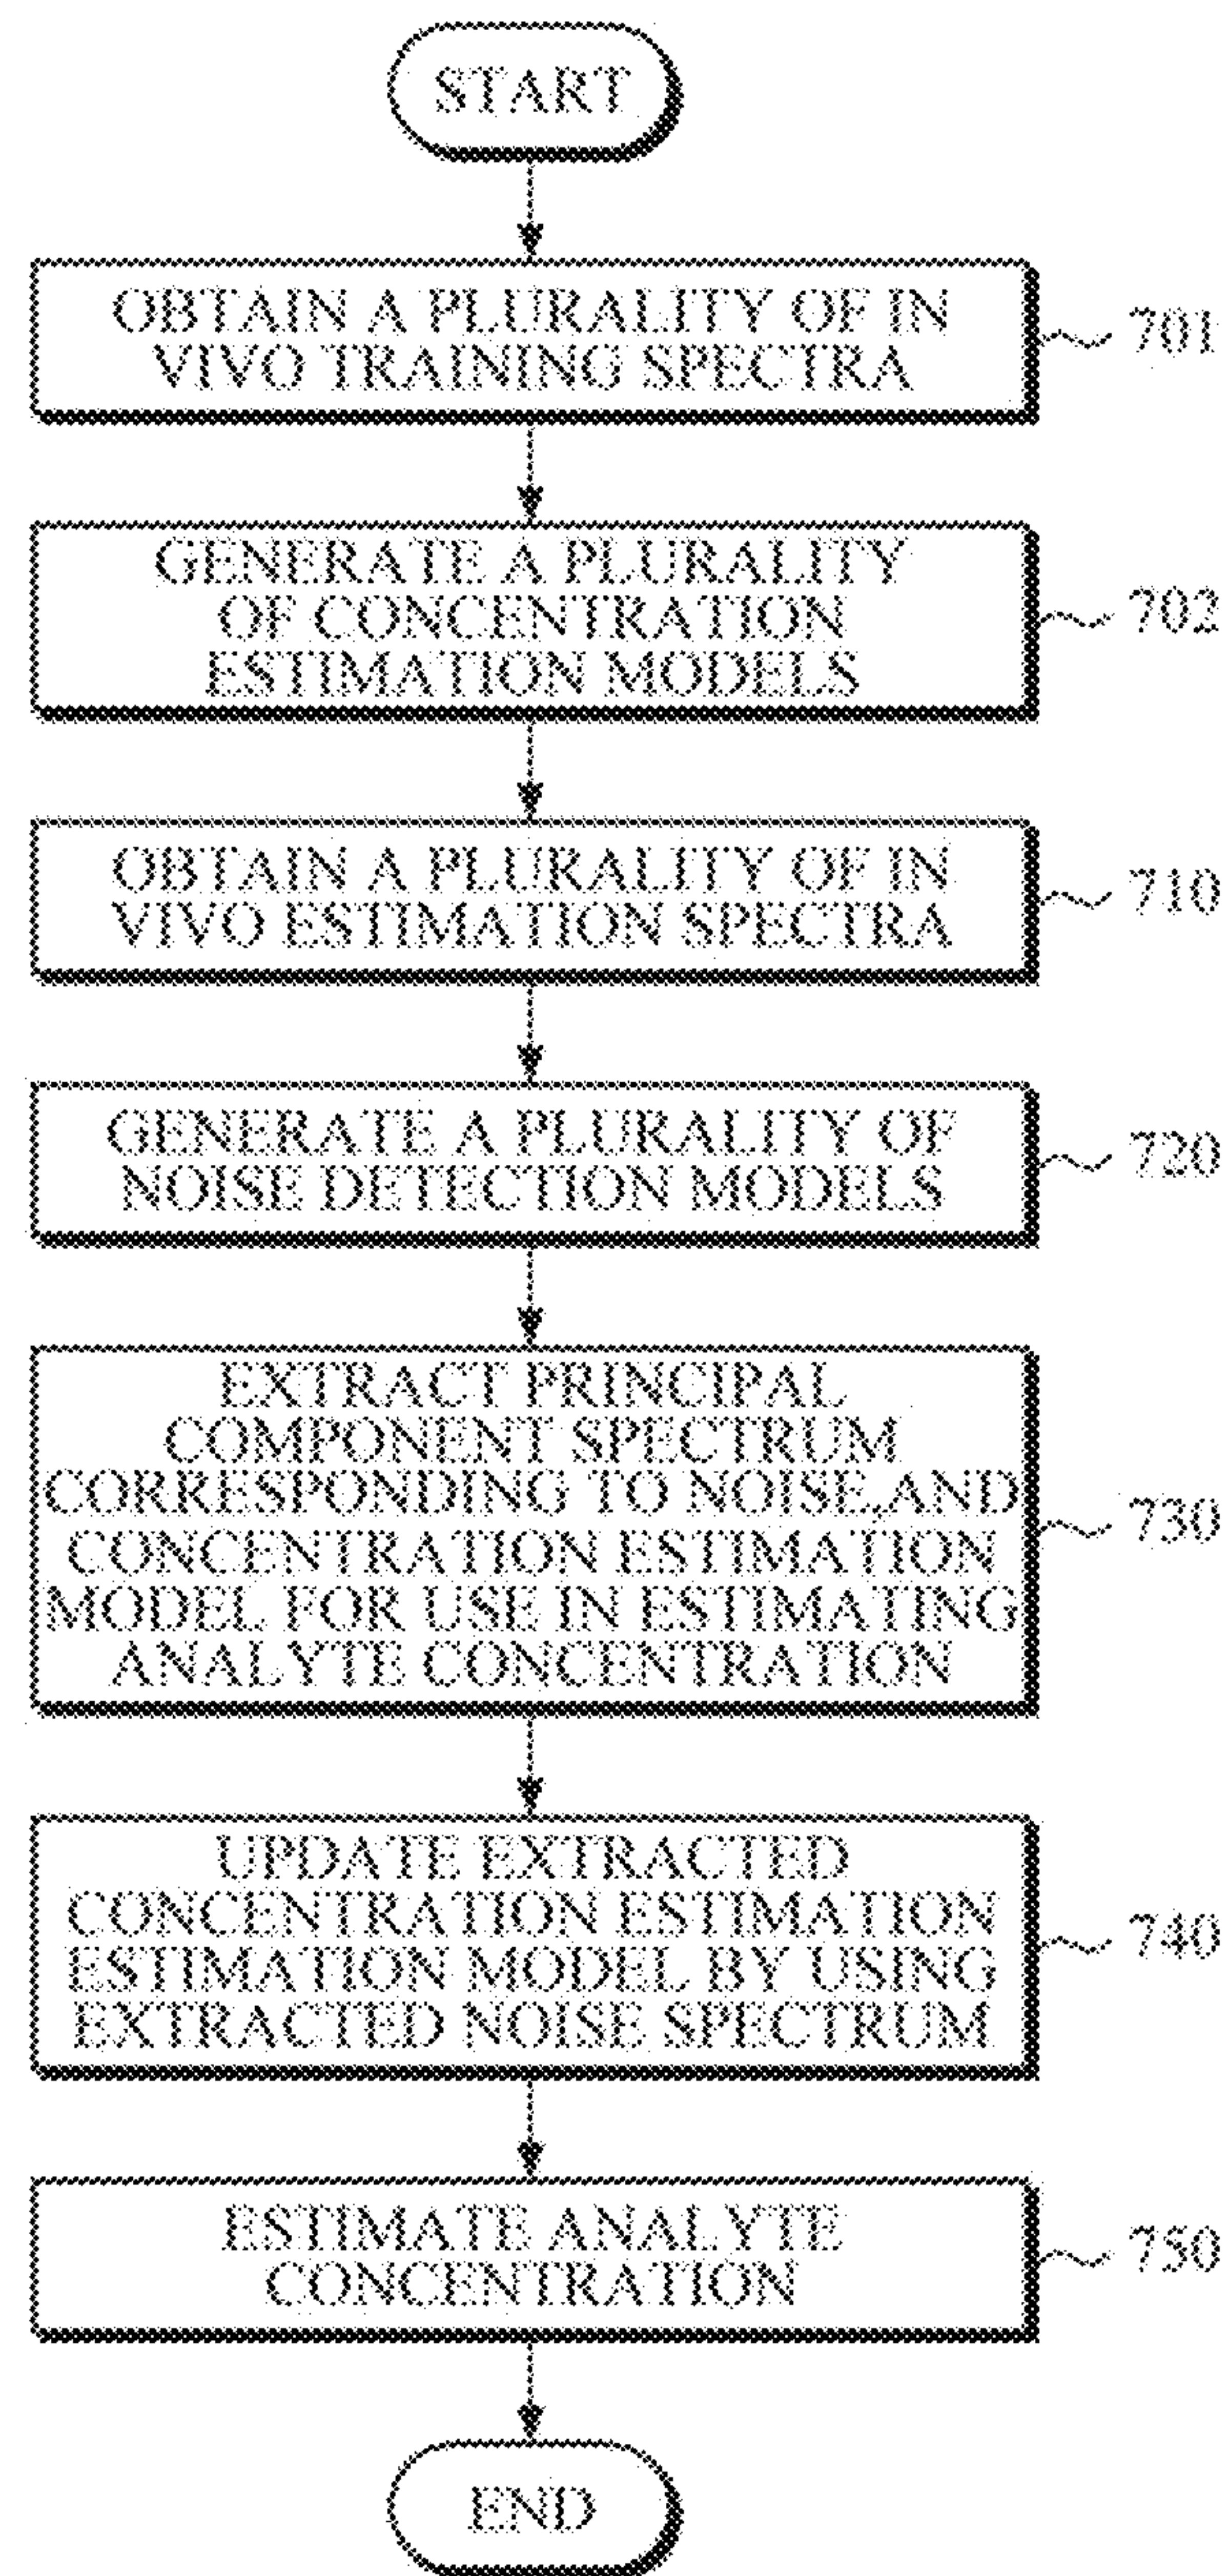 START
OBTAIN A PLURALITY OF IN
VIVO TRAINING SPECTRA
701
GENERATE A PLURALITY
OF CONCENTRATION
ESTIMATION MODELS
702
OBTAIN A PLURALITY OF IN
VIVO ESTIMATION SPECTRA
710
GENERATE A PLURALITY OF
NOISE DETECTION MODELS
720
EXTRACT PRINCIPAL
COMPONENT SPECTRUM
CORRESPONDING TO NOISE, AND
CONCENTRATION ESTIMATION
MODEL FOR USE IN ESTIMATING
ANALYTE CONCENTRATION
730
UPDATE EXTRACTED
CONCENTRATION ESTIMATION
ESTIMATION MODEL BY USING
EXTRACTED NOISE SPECTRUM
740
ESTIMATE ANALYTE
CONCENTRATION
750
END